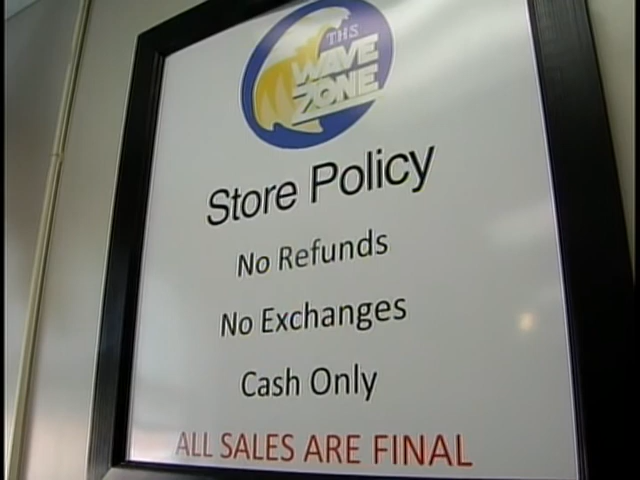 THS
WAVE
ZONE
Store Policy
No Refunds
No Exchanges
Cash Only
ALL SALES ARE FINAL